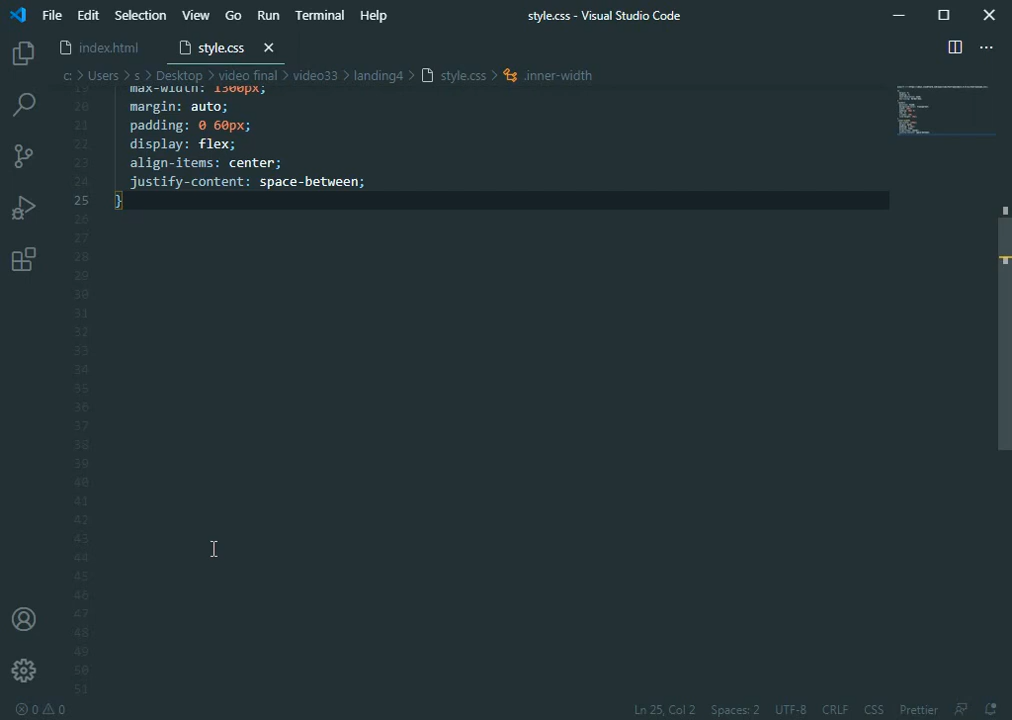 File Edit Selection View Go Run Terminal Help
style.css - Visual Studio Code
index.html style.css
c: > Users > s > Desktop > video final > video33 > landing4 > style.css > .inner-width
19 max-width: 1300px;
20 margin: auto;
21 padding: 0 60px;
22 display: flex;
23 align-items: center;
24 justify-content: space-between;
25 }
26
27
28
29
30
31
32
33
34
35
36
37
38
39
40
41
42
43
44
45
46
47
48
49
50
51
0 0 Ln 25, Col 2 Spaces: 2 UTF-8 CRLF CSS Prettier